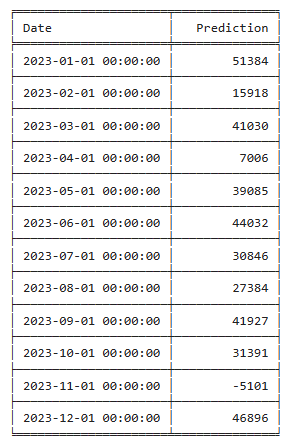 Date Prediction
2023-01-01 00:00:00 51384
2023-02-01 00:00:00 15918
2023-03-01 00:00:00 41030
2023-04-01 00:00:00 7006
2023-05-01 00:00:00 39085
2023-06-01 00:00:00 44032
2023-07-01 00:00:00 30846
2023-08-01 00:00:00 27384
2023-09-01 00:00:00 41927
2023-10-01 00:00:00 31391
2023-11-01 00:00:00 -5101
2023-12-01 00:00:00 46896